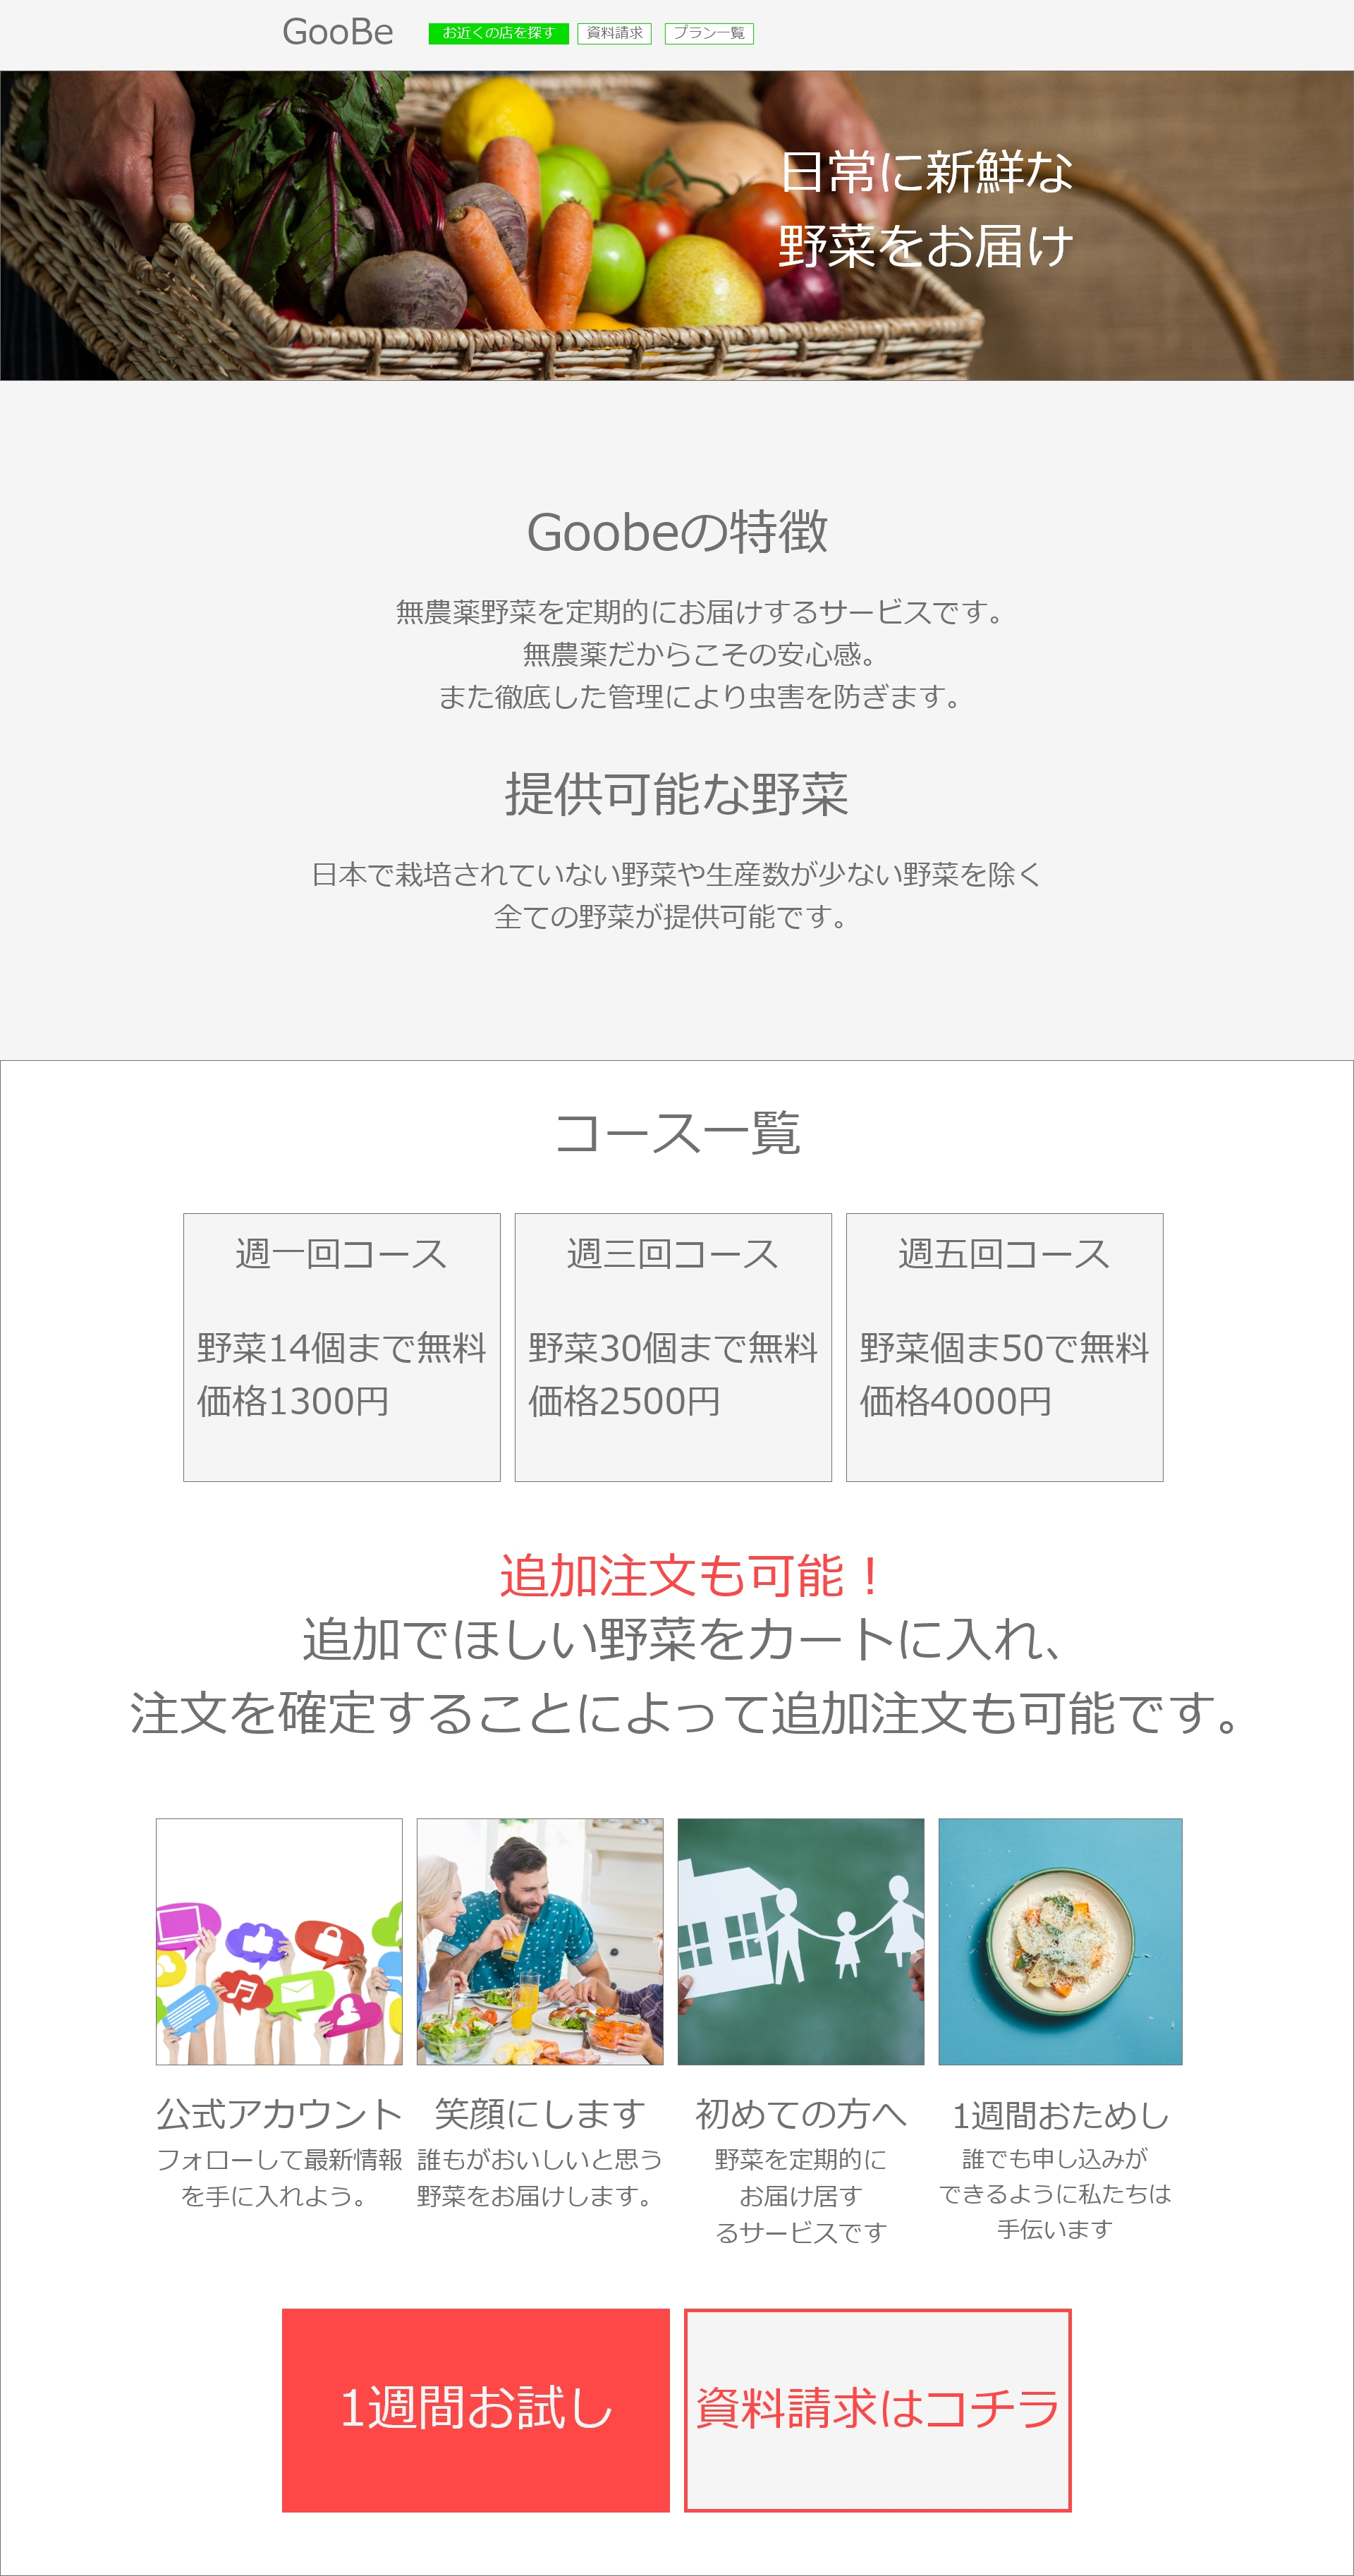 GooBe
お近くの店を探す
資料請求
プラン一覧
日常に新鮮な
野菜をお届け
Goobeの特徴
無農薬野菜を定期的にお届けするサービスです。
無農薬だからこその安心感。
また徹底した管理により虫害を防ぎます。
提供可能な野菜
日本で栽培されていない野菜や生産数が少ない野菜を除く
全ての野菜が提供可能です。
コース一覧
週一回コース
野菜14個まで無料
価格1300円
週三回コース
野菜30個まで無料
価格2500円
週五回コース
野菜個ま50で無料
価格4000円
追加注文も可能！
追加でほしい野菜をカートに入れ、
注文を確定することによって追加注文も可能です。
公式アカウント
フォローして最新情報
を手に入れよう。
笑顔にします
誰もがおいしいと思う
野菜をお届けします。
初めての方へ
野菜を定期的に
お届け居す
るサービスです
1週間おためし
誰でも申し込みが
できるように私たちは
手伝います
1週間お試し
資料請求はコチラ